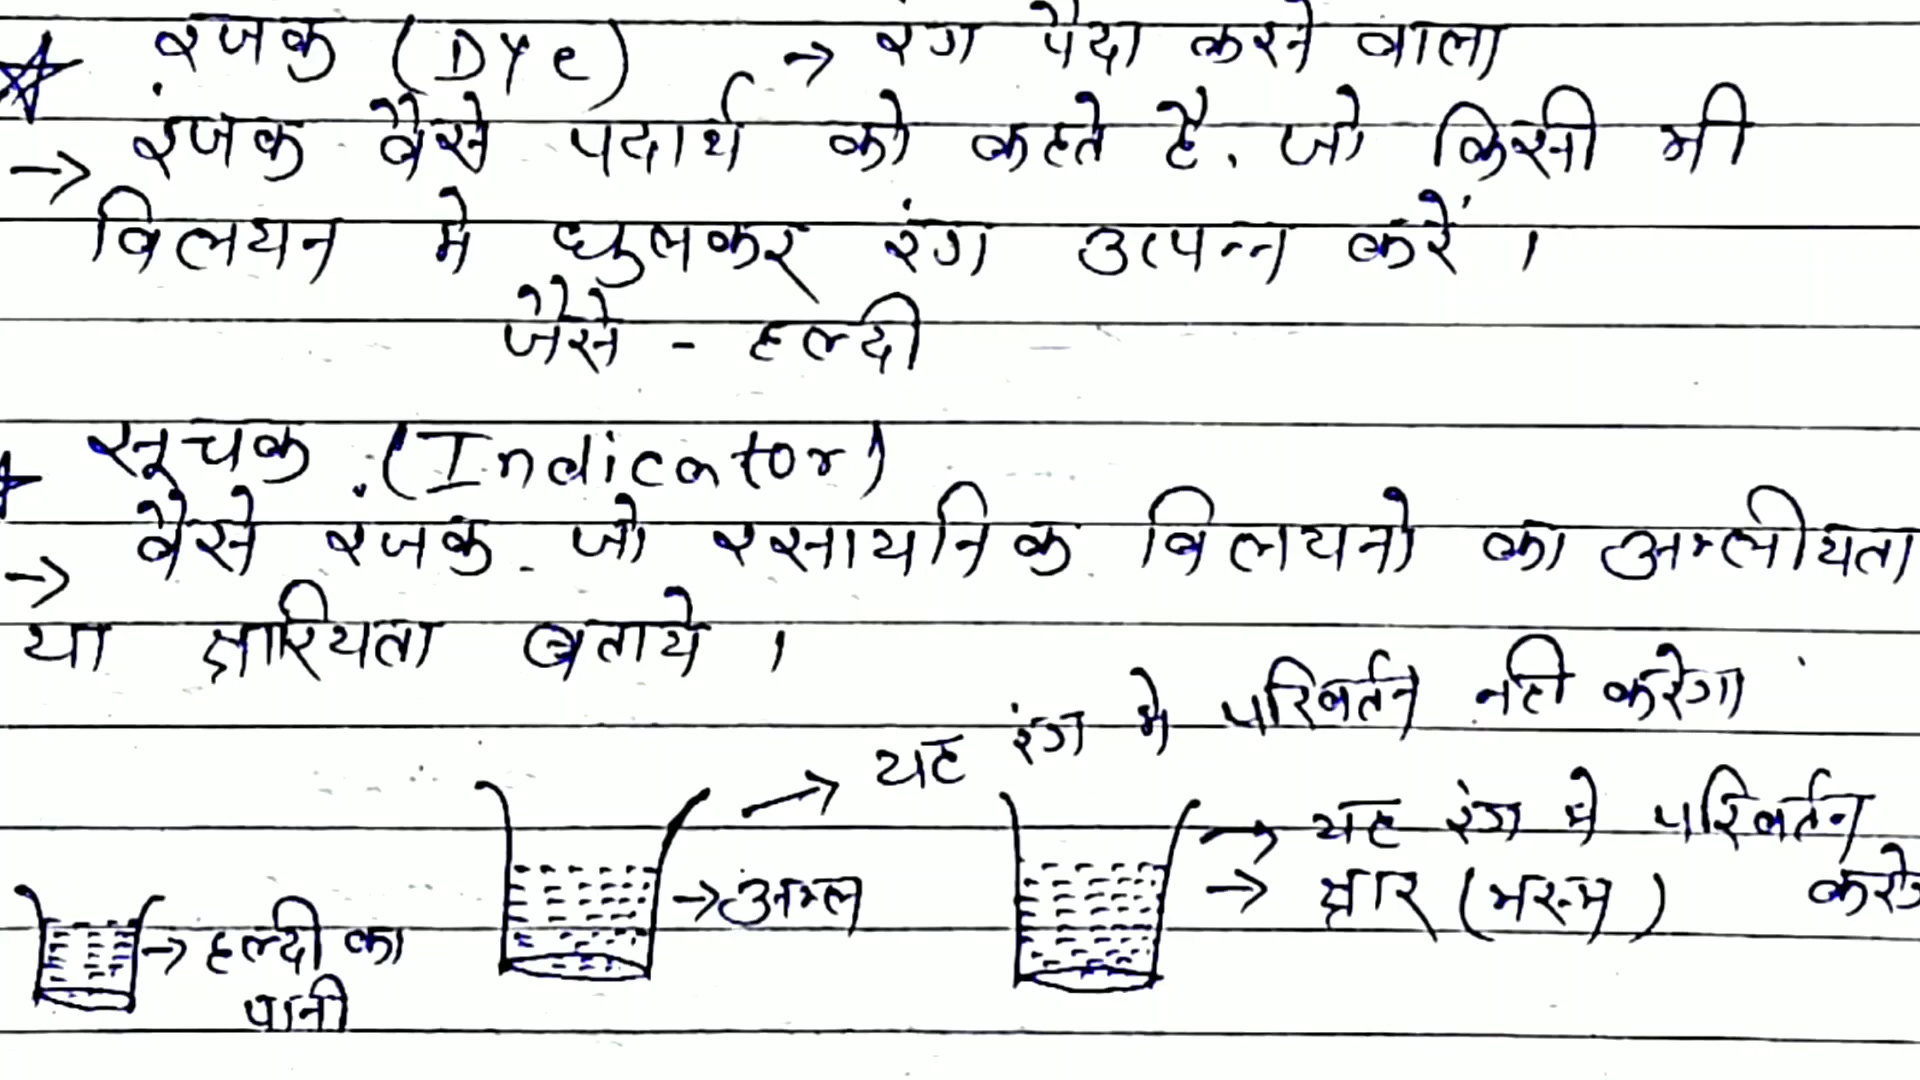 रंजक (Dye) → रंग पैदा करने वाला
→ रंजक वैसे पदार्थ को कहते है. जो किसी भी
विलयन मे घुलकर रंग उत्पन्न करें ।
जैसे - हल्दी
सूचक (Indicator)
→ वैसे रंजक जो रसायनिक विलयनो का अम्लीयता
या क्षारियता बताये ।
→ यह रंग मे परिवर्तन नही करेगा
→ यह रंग मे परिवर्तन
→ अम्ल
→ क्षार (भस्म)
→ हल्दी का
पानी